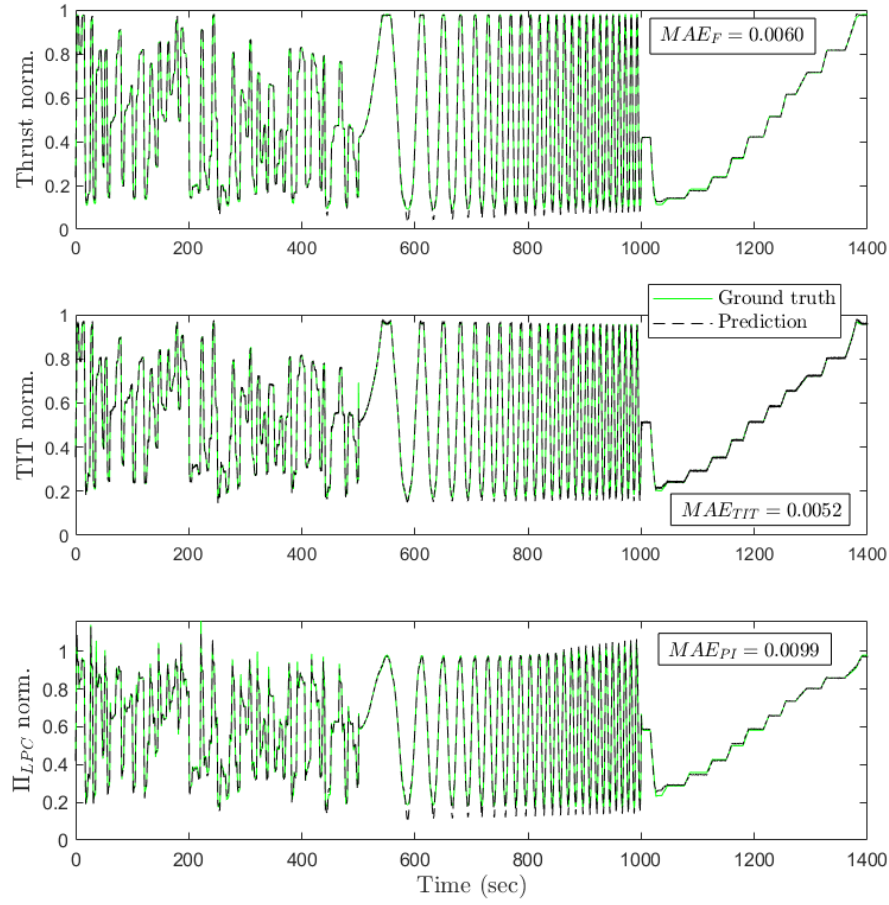 1
0.8
0.6
0.4
0.2
0
Thrust norm.
MAE_F = 0.0060
0 200 400 600 800 1000 1200 1400
Ground truth
Prediction
1
0.8
0.6
0.4
0.2
0
TIT norm.
MAE_TIT = 0.0052
0 200 400 600 800 1000 1200 1400
1
0.8
0.6
0.4
0.2
0
Π_LPC norm.
MAE_PI = 0.0099
0 200 400 600 800 1000 1200 1400
Time (sec)